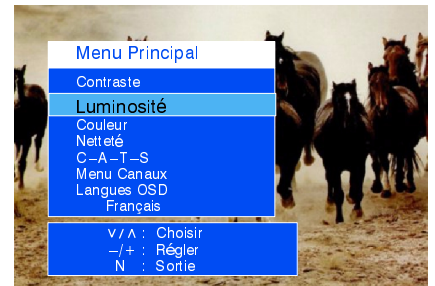 Menu Principal
Contraste
Luminosité
Couleur
Netteté
C–A–T–S
Menu Canaux
Langues OSD
Français
∨/∧ : Choisir
–/+ : Régler
N : Sortie